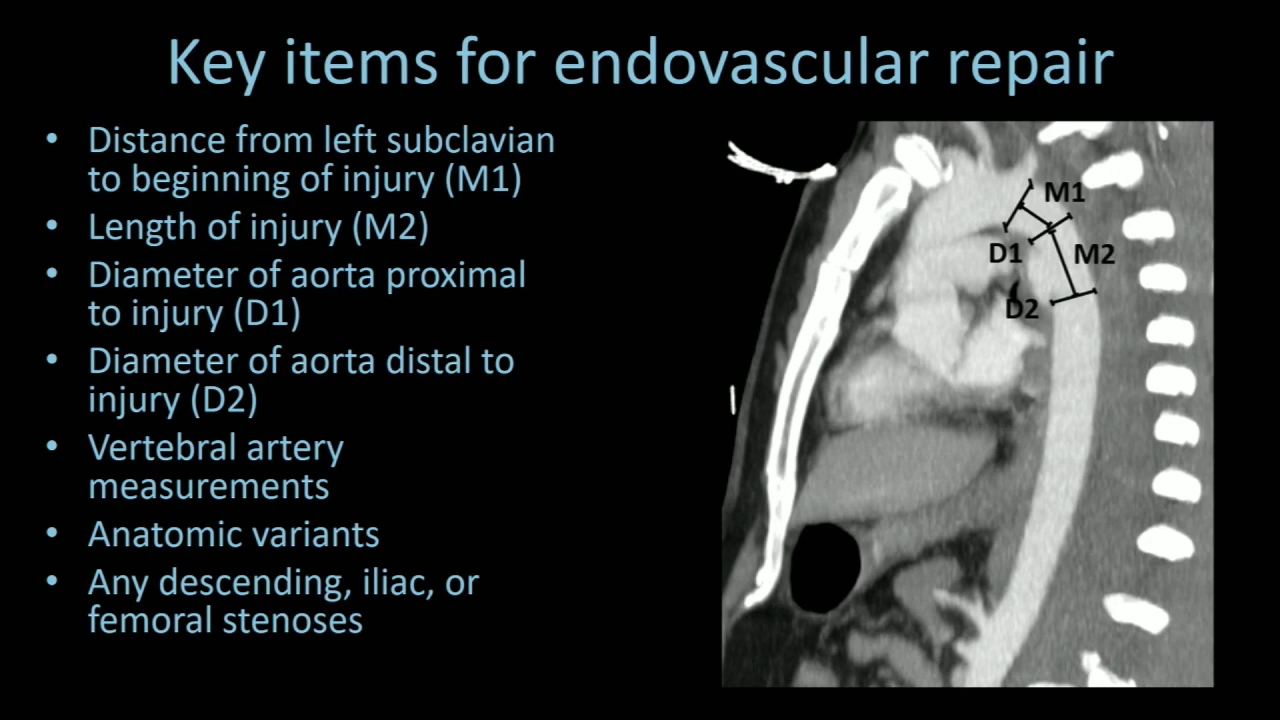 Key items for endovascular repair
• Distance from left subclavian
to beginning of injury (M1)
• Length of injury (M2)
• Diameter of aorta proximal
to injury (D1)
• Diameter of aorta distal to
injury (D2)
• Vertebral artery
measurements
• Anatomic variants
• Any descending, iliac, or
femoral stenoses
M1
D1
M2
D2